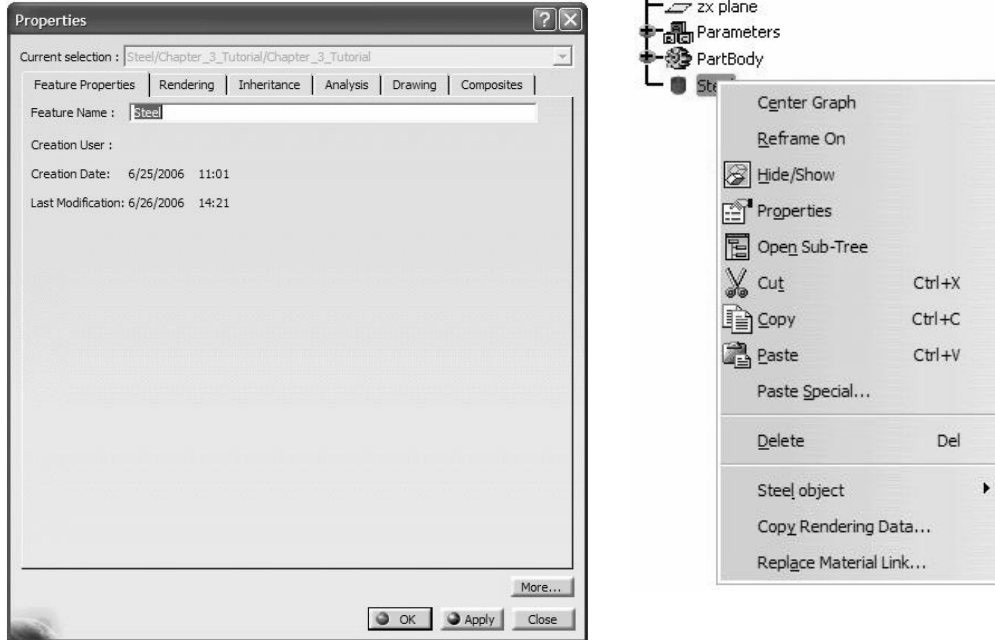 Properties
Current selection : Steel/Chapter_3_Tutorial/Chapter_3_Tutorial
Feature Properties Rendering Inheritance Analysis Drawing Composites
Feature Name : Steel
Creation User :
Creation Date: 6/25/2006 11:01
Last Modification: 6/26/2006 14:21
More...
OK Apply Close
zx plane
Parameters
PartBody
Ste
Center Graph
Reframe On
Hide/Show
Properties
Open Sub-Tree
Cut Ctrl+X
Copy Ctrl+C
Paste Ctrl+V
Paste Special...
Delete Del
Steel object
Copy Rendering Data...
Replace Material Link...